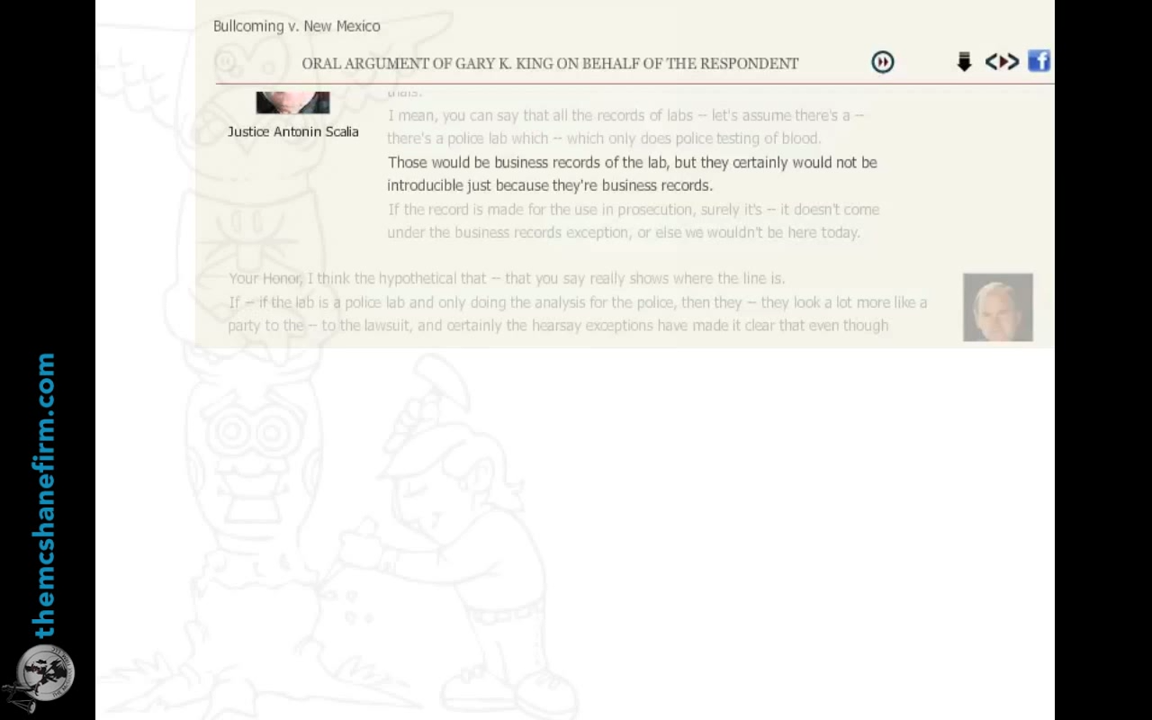 Bullcoming v. New Mexico
ORAL ARGUMENT OF GARY K. KING ON BEHALF OF THE RESPONDENT
f
trials.
Justice Antonin Scalia
I mean, you can say that all the records of labs -- let's assume there's a --
there's a police lab which -- which only does police testing of blood.
Those would be business records of the lab, but they certainly would not be
introducible just because they're business records.
If the record is made for the use in prosecution, surely it's -- it doesn't come
under the business records exception, or else we wouldn't be here today.
Your Honor, I think the hypothetical that -- that you say really shows where the line is.
If -- if the lab is a police lab and only doing the analysis for the police, then they -- they look a lot more like a
party to the -- to the lawsuit, and certainly the hearsay exceptions have made it clear that even though
themcshanefirm.com